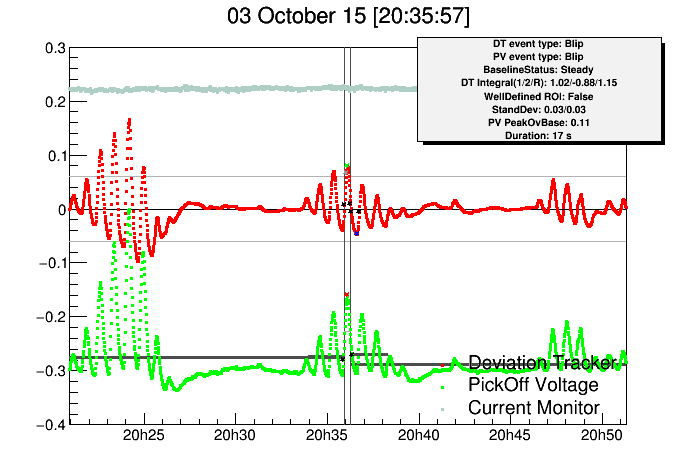 03 October 15 [20:35:57]
DT event type: Blip
PV event type: Blip
BaselineStatus: Steady
DT Integral(1/2/R): 1.02/-0.88/1.15
WellDefined ROI: False
StandDev: 0.03/0.03
PV PeakOvBase: 0.11
Duration: 17 s
0.3
0.2
0.1
0
−0.1
−0.2
−0.3
−0.4
Deviation Tracker
PickOff Voltage
Current Monitor
20h25 20h30 20h35 20h40 20h45 20h50